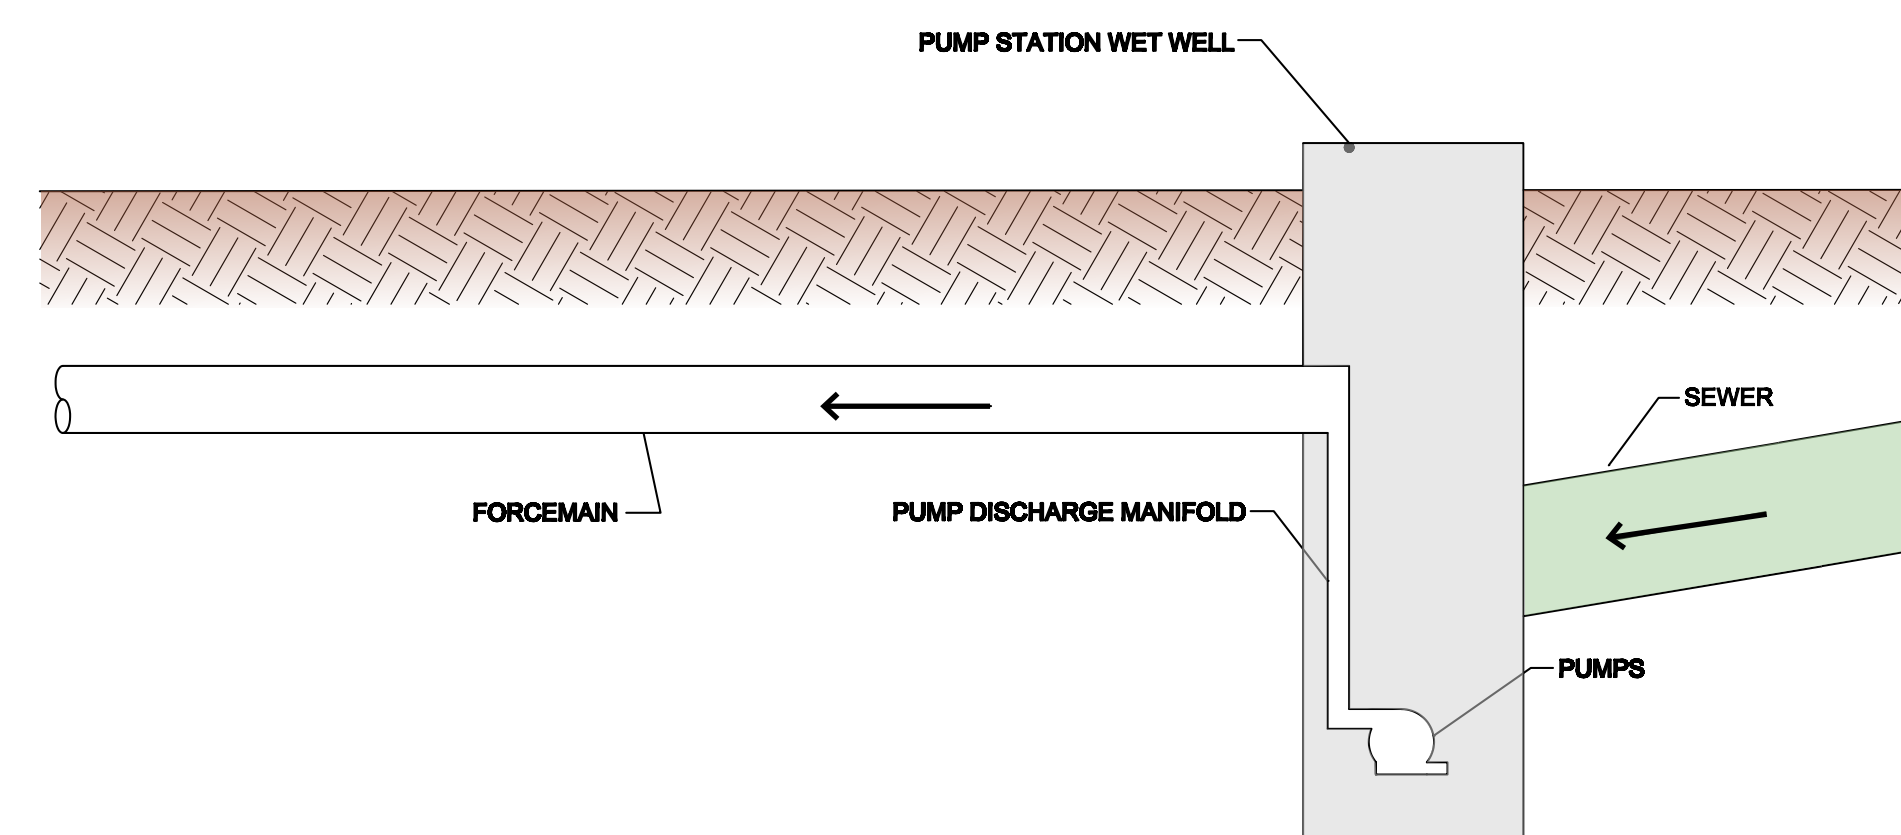 PUMP STATION WET WELL
SEWER
FORCEMAIN
PUMP DISCHARGE MANIFOLD
PUMPS